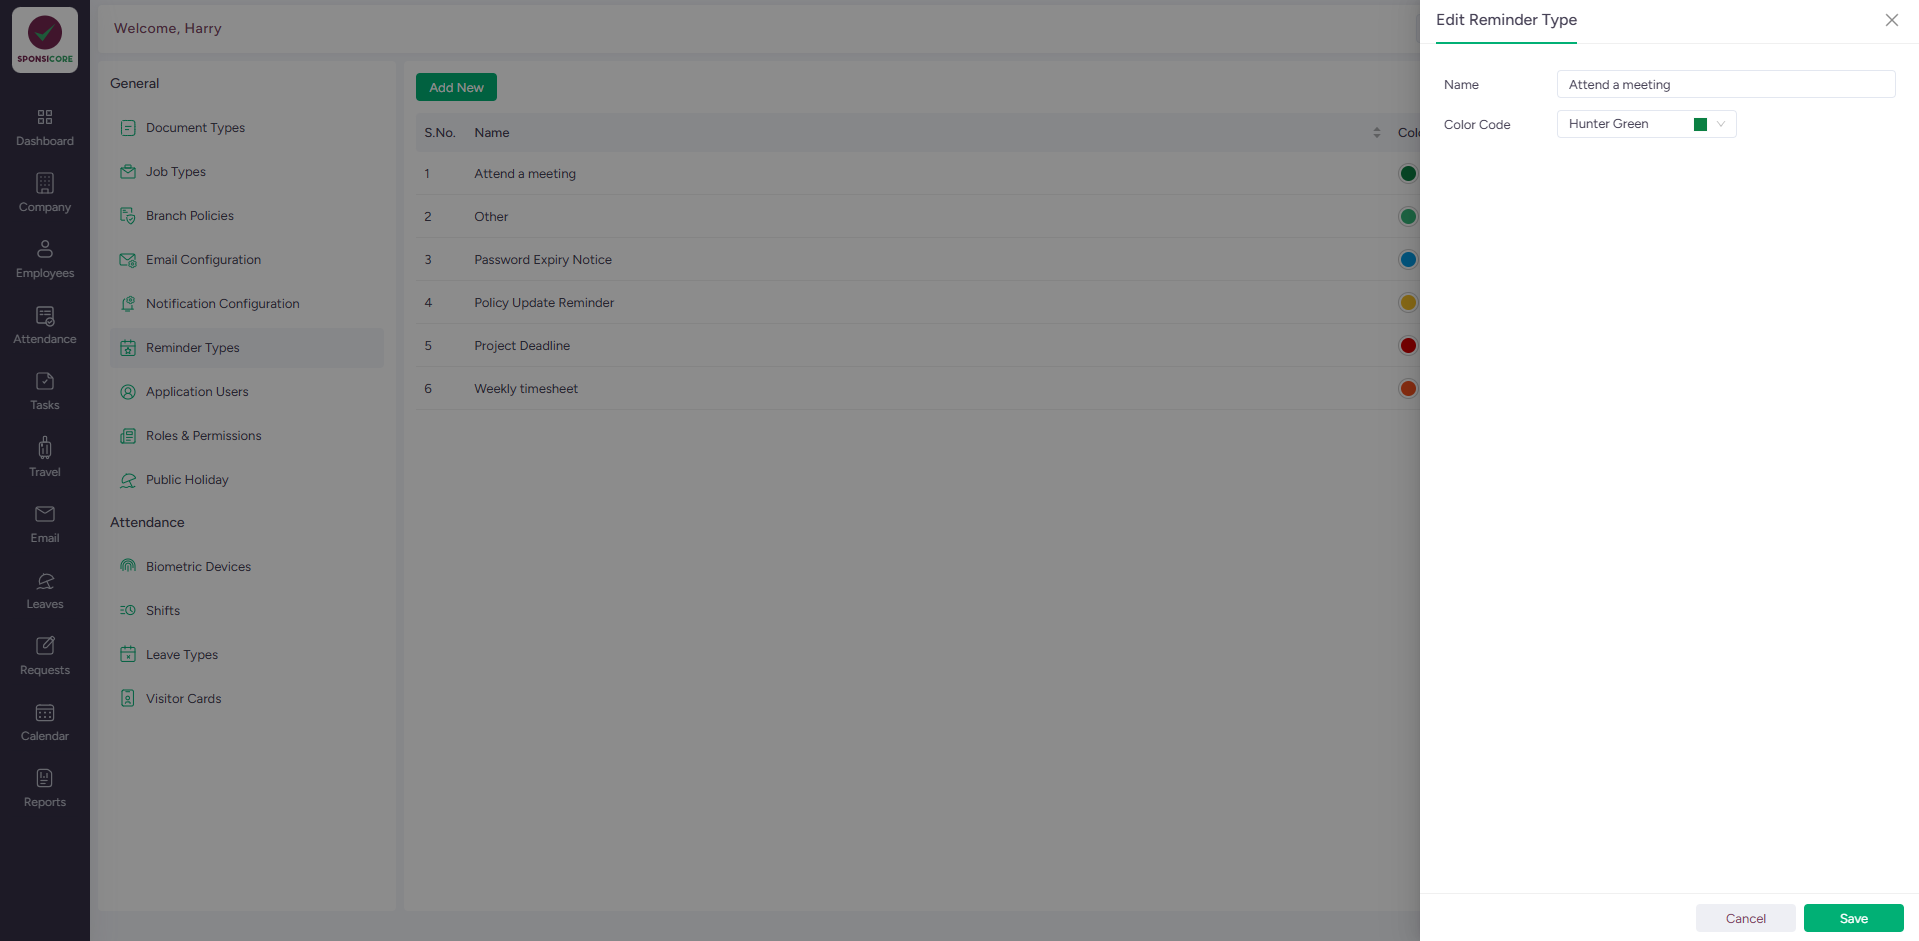 SPONSICORE
Dashboard
Company
Employees
Attendance
Tasks
Travel
Email
Leaves
Requests
Calendar
Reports
Welcome, Harry
General
Document Types
Job Types
Branch Policies
Email Configuration
Notification Configuration
Reminder Types
Application Users
Roles & Permissions
Public Holiday
Attendance
Biometric Devices
Shifts
Leave Types
Visitor Cards
Add New
S.No. Name
1 Attend a meeting
2 Other
3 Password Expiry Notice
4 Policy Update Reminder
5 Project Deadline
6 Weekly timesheet
Edit Reminder Type
Name Attend a meeting
Color Code Hunter Green
Cancel Save